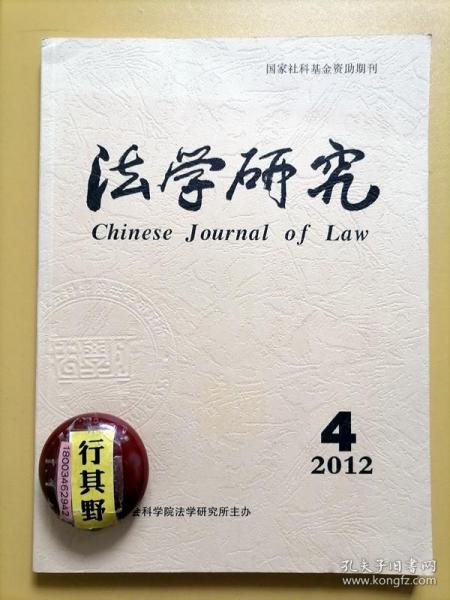 国家社科基金资助期刊
法学研究
Chinese Journal of Law
4
2012
行其野
18003462942
会科学院法学研究所主办
孔夫子旧书网
www.kongfz.com